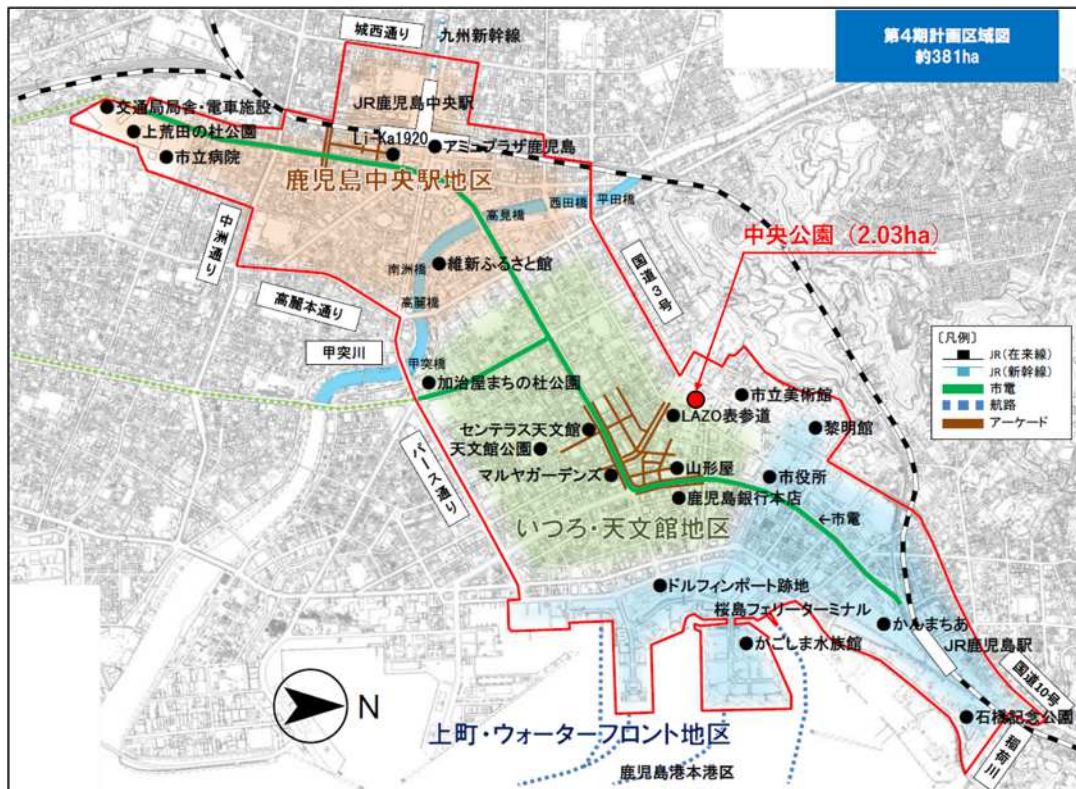 第4期計画区域図
約381ha
城西通り
九州新幹線
JR鹿児島中央駅
交通局局舎・電車施設
上荒田の杜公園
市立病院
Li-Ka1920
アミュプラザ鹿児島
鹿児島中央駅地区
西田橋
平田橋
高見橋
中央公園（2.03ha）
中洲通り
国道3号
南洲橋
維新ふるさと館
高麗本通り
高麗橋
甲突川
甲突橋
加治屋まちの杜公園
〔凡例〕
JR(在来線)
JR(新幹線)
市電
航路
アーケード
市立美術館
LAZO表参道
黎明館
センテラス天文館
天文館公園
マルヤガーデンズ
山形屋
市役所
鹿児島銀行本店
パース通り
いづろ・天文館地区
←市電
ドルフィンポート跡地
桜島フェリーターミナル
かんまちあ
かごしま水族館
JR鹿児島駅
国道10号
石橋記念公園
稲荷川
N
上町・ウォーターフロント地区
鹿児島港本港区